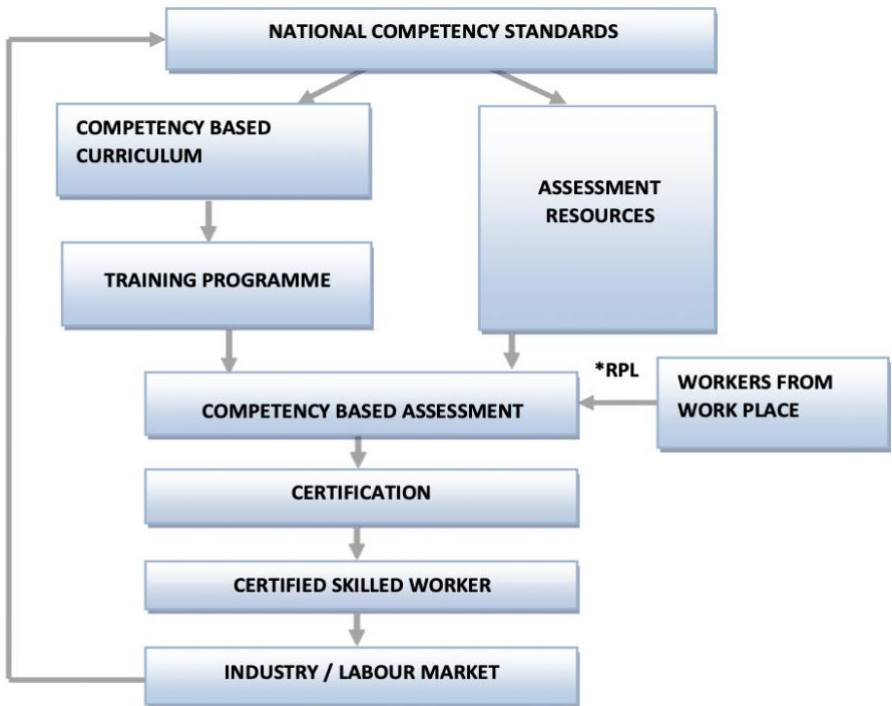 NATIONAL COMPETENCY STANDARDS
COMPETENCY BASED
CURRICULUM
ASSESSMENT
RESOURCES
TRAINING PROGRAMME
*RPL
WORKERS FROM
WORK PLACE
COMPETENCY BASED ASSESSMENT
CERTIFICATION
CERTIFIED SKILLED WORKER
INDUSTRY / LABOUR MARKET